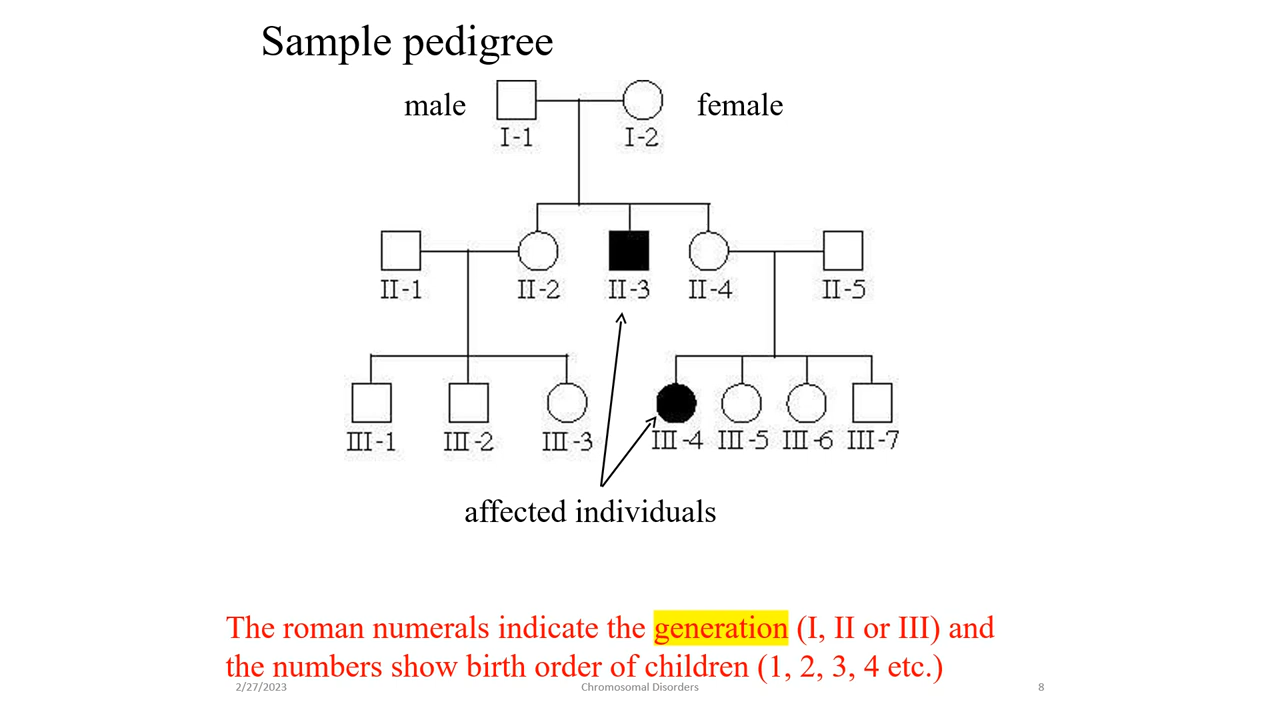 Sample pedigree
male
female
I-1
I-2
II-1
II-2
II-3
II-4
II-5
III-1
III-2
III-3
III-4
III-5
III-6
III-7
affected individuals
The roman numerals indicate the generation (I, II or III) and
the numbers show birth order of children (1, 2, 3, 4 etc.)
2/27/2023
Chromosomal Disorders
8